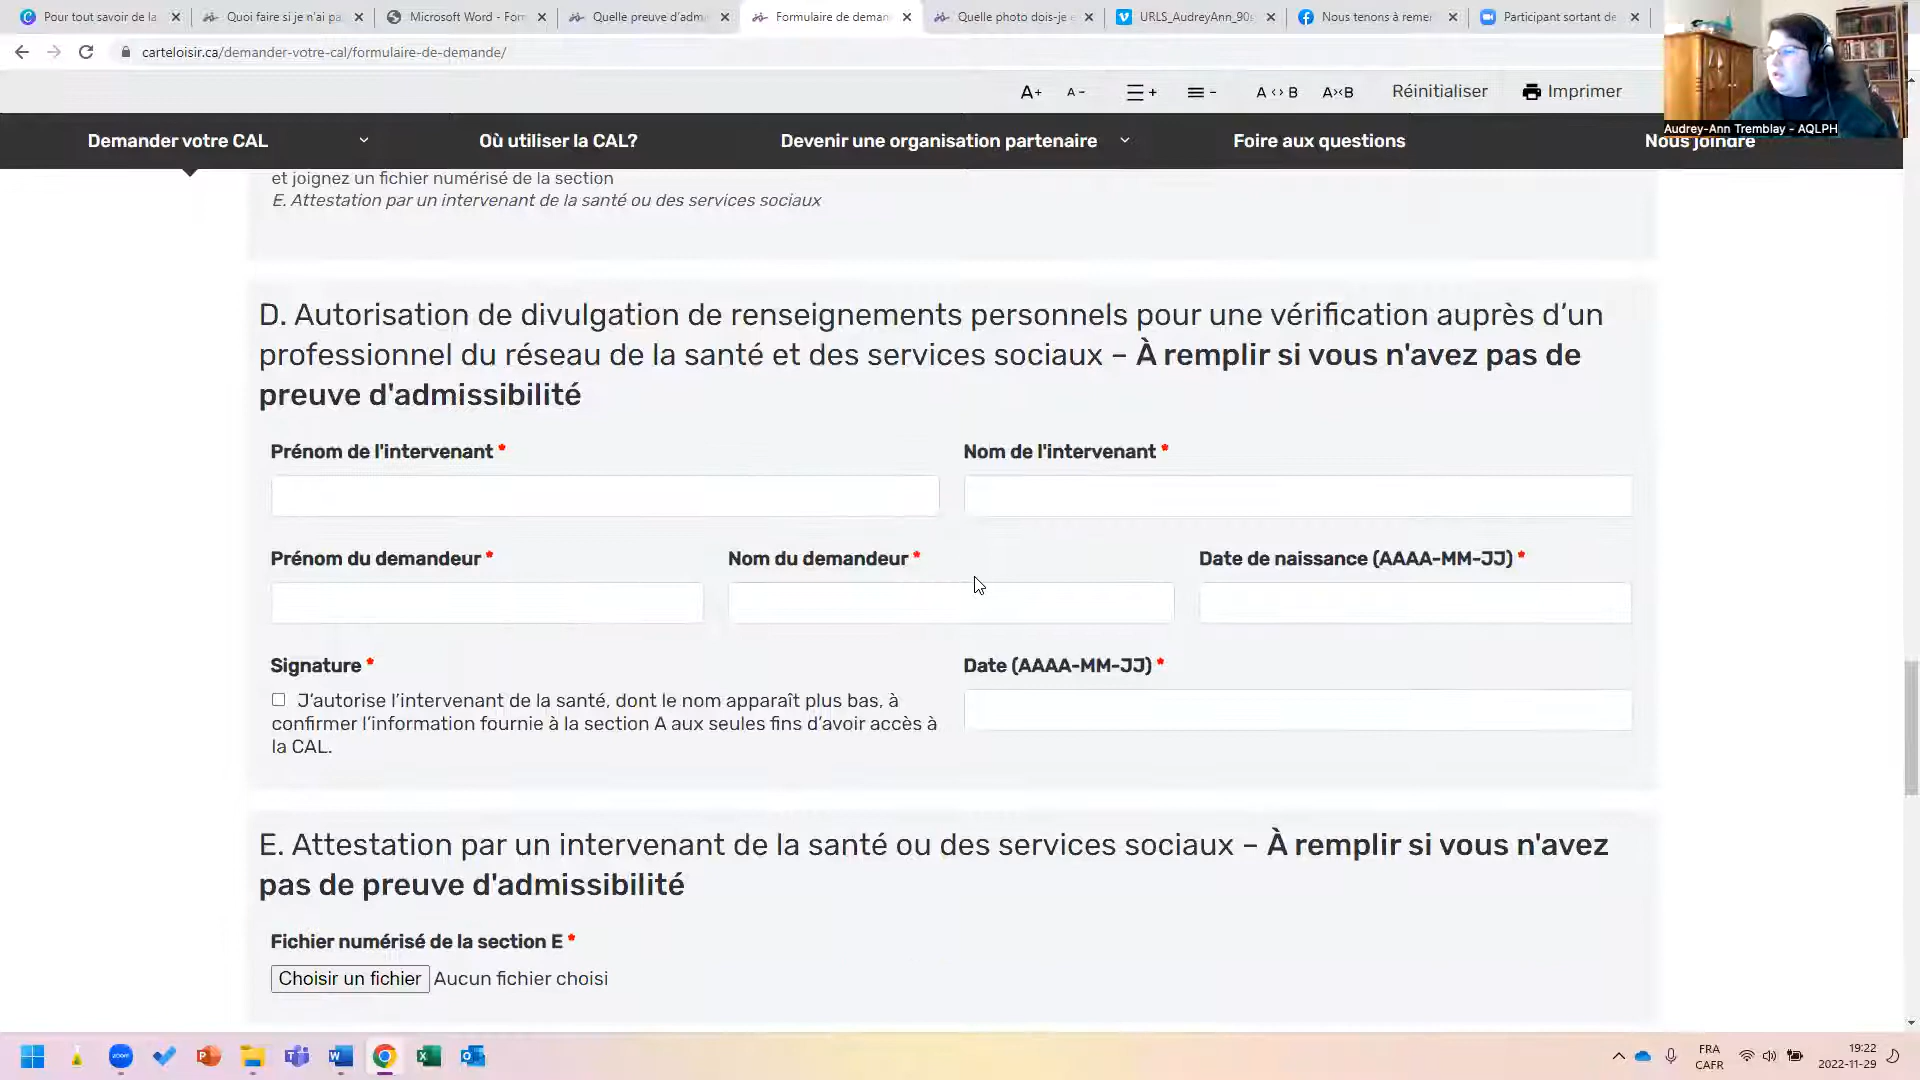 Pour tout savoir de la
Quoi faire si je n'ai pa
Microsoft Word - For
Quelle preuve d'adm
Formulaire de deman
Quelle photo dois-je
URLS_AudreyAnn_90
Nous tenons à remer
Participant sortant de
carteloisir.ca/demander-votre-cal/formulaire-de-demande/
A+ A- + - A<>B A><B Réinitialiser Imprimer
Audrey-Ann Tremblay - AQLPH
Demander votre CAL
Où utiliser la CAL?
Devenir une organisation partenaire
Foire aux questions
Nous joindre
et joignez un fichier numérisé de la section
E. Attestation par un intervenant de la santé ou des services sociaux
D. Autorisation de divulgation de renseignements personnels pour une vérification auprès d’un
professionnel du réseau de la santé et des services sociaux – À remplir si vous n'avez pas de
preuve d'admissibilité
Prénom de l'intervenant *
Nom de l'intervenant *
Prénom du demandeur *
Nom du demandeur *
Date de naissance (AAAA-MM-JJ) *
Signature *
Date (AAAA-MM-JJ) *
J’autorise l’intervenant de la santé, dont le nom apparaît plus bas, à
confirmer l’information fournie à la section A aux seules fins d’avoir accès à
la CAL.
E. Attestation par un intervenant de la santé ou des services sociaux – À remplir si vous n'avez
pas de preuve d'admissibilité
Fichier numérisé de la section E *
Choisir un fichier Aucun fichier choisi
zoom
FRA
CAFR
19:22
2022-11-29